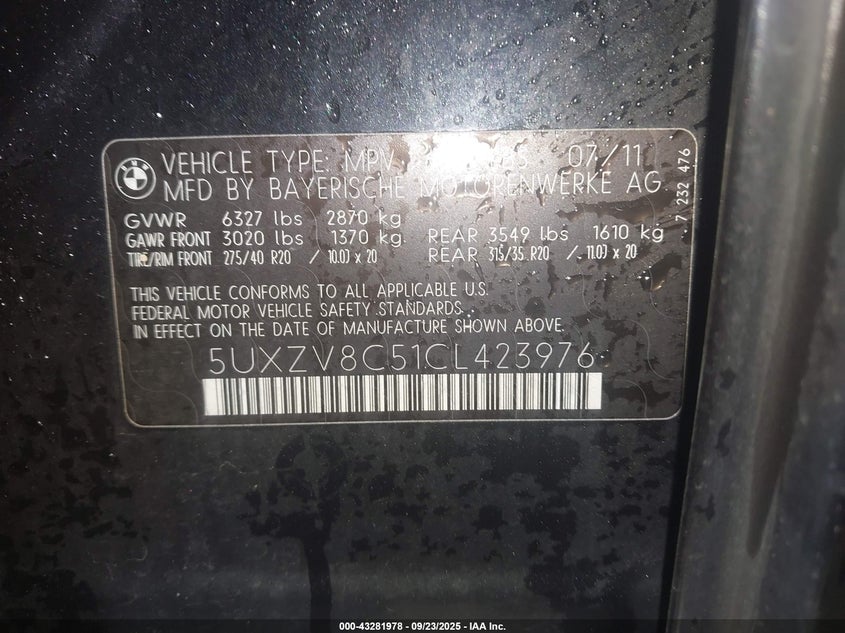 BMW
VEHICLE TYPE: MPV 07/11
MFD BY BAYERISCHE MOTORENWERKE AG
GVWR 6327 lbs 2870 kg
GAWR FRONT 3020 lbs 1370 kg REAR 3549 lbs 1610 kg
TIRE/RIM FRONT 275/40 R20 / 10.0J x 20 REAR 315/35 R20 / 11.0J x 20
THIS VEHICLE CONFORMS TO ALL APPLICABLE U.S.
FEDERAL MOTOR VEHICLE SAFETY STANDARDS
IN EFFECT ON THE DATE OF MANUFACTURE SHOWN ABOVE.
5UXZV8C51CL423976
7 232 476
000-43281978 - 09/23/2025 - IAA Inc.